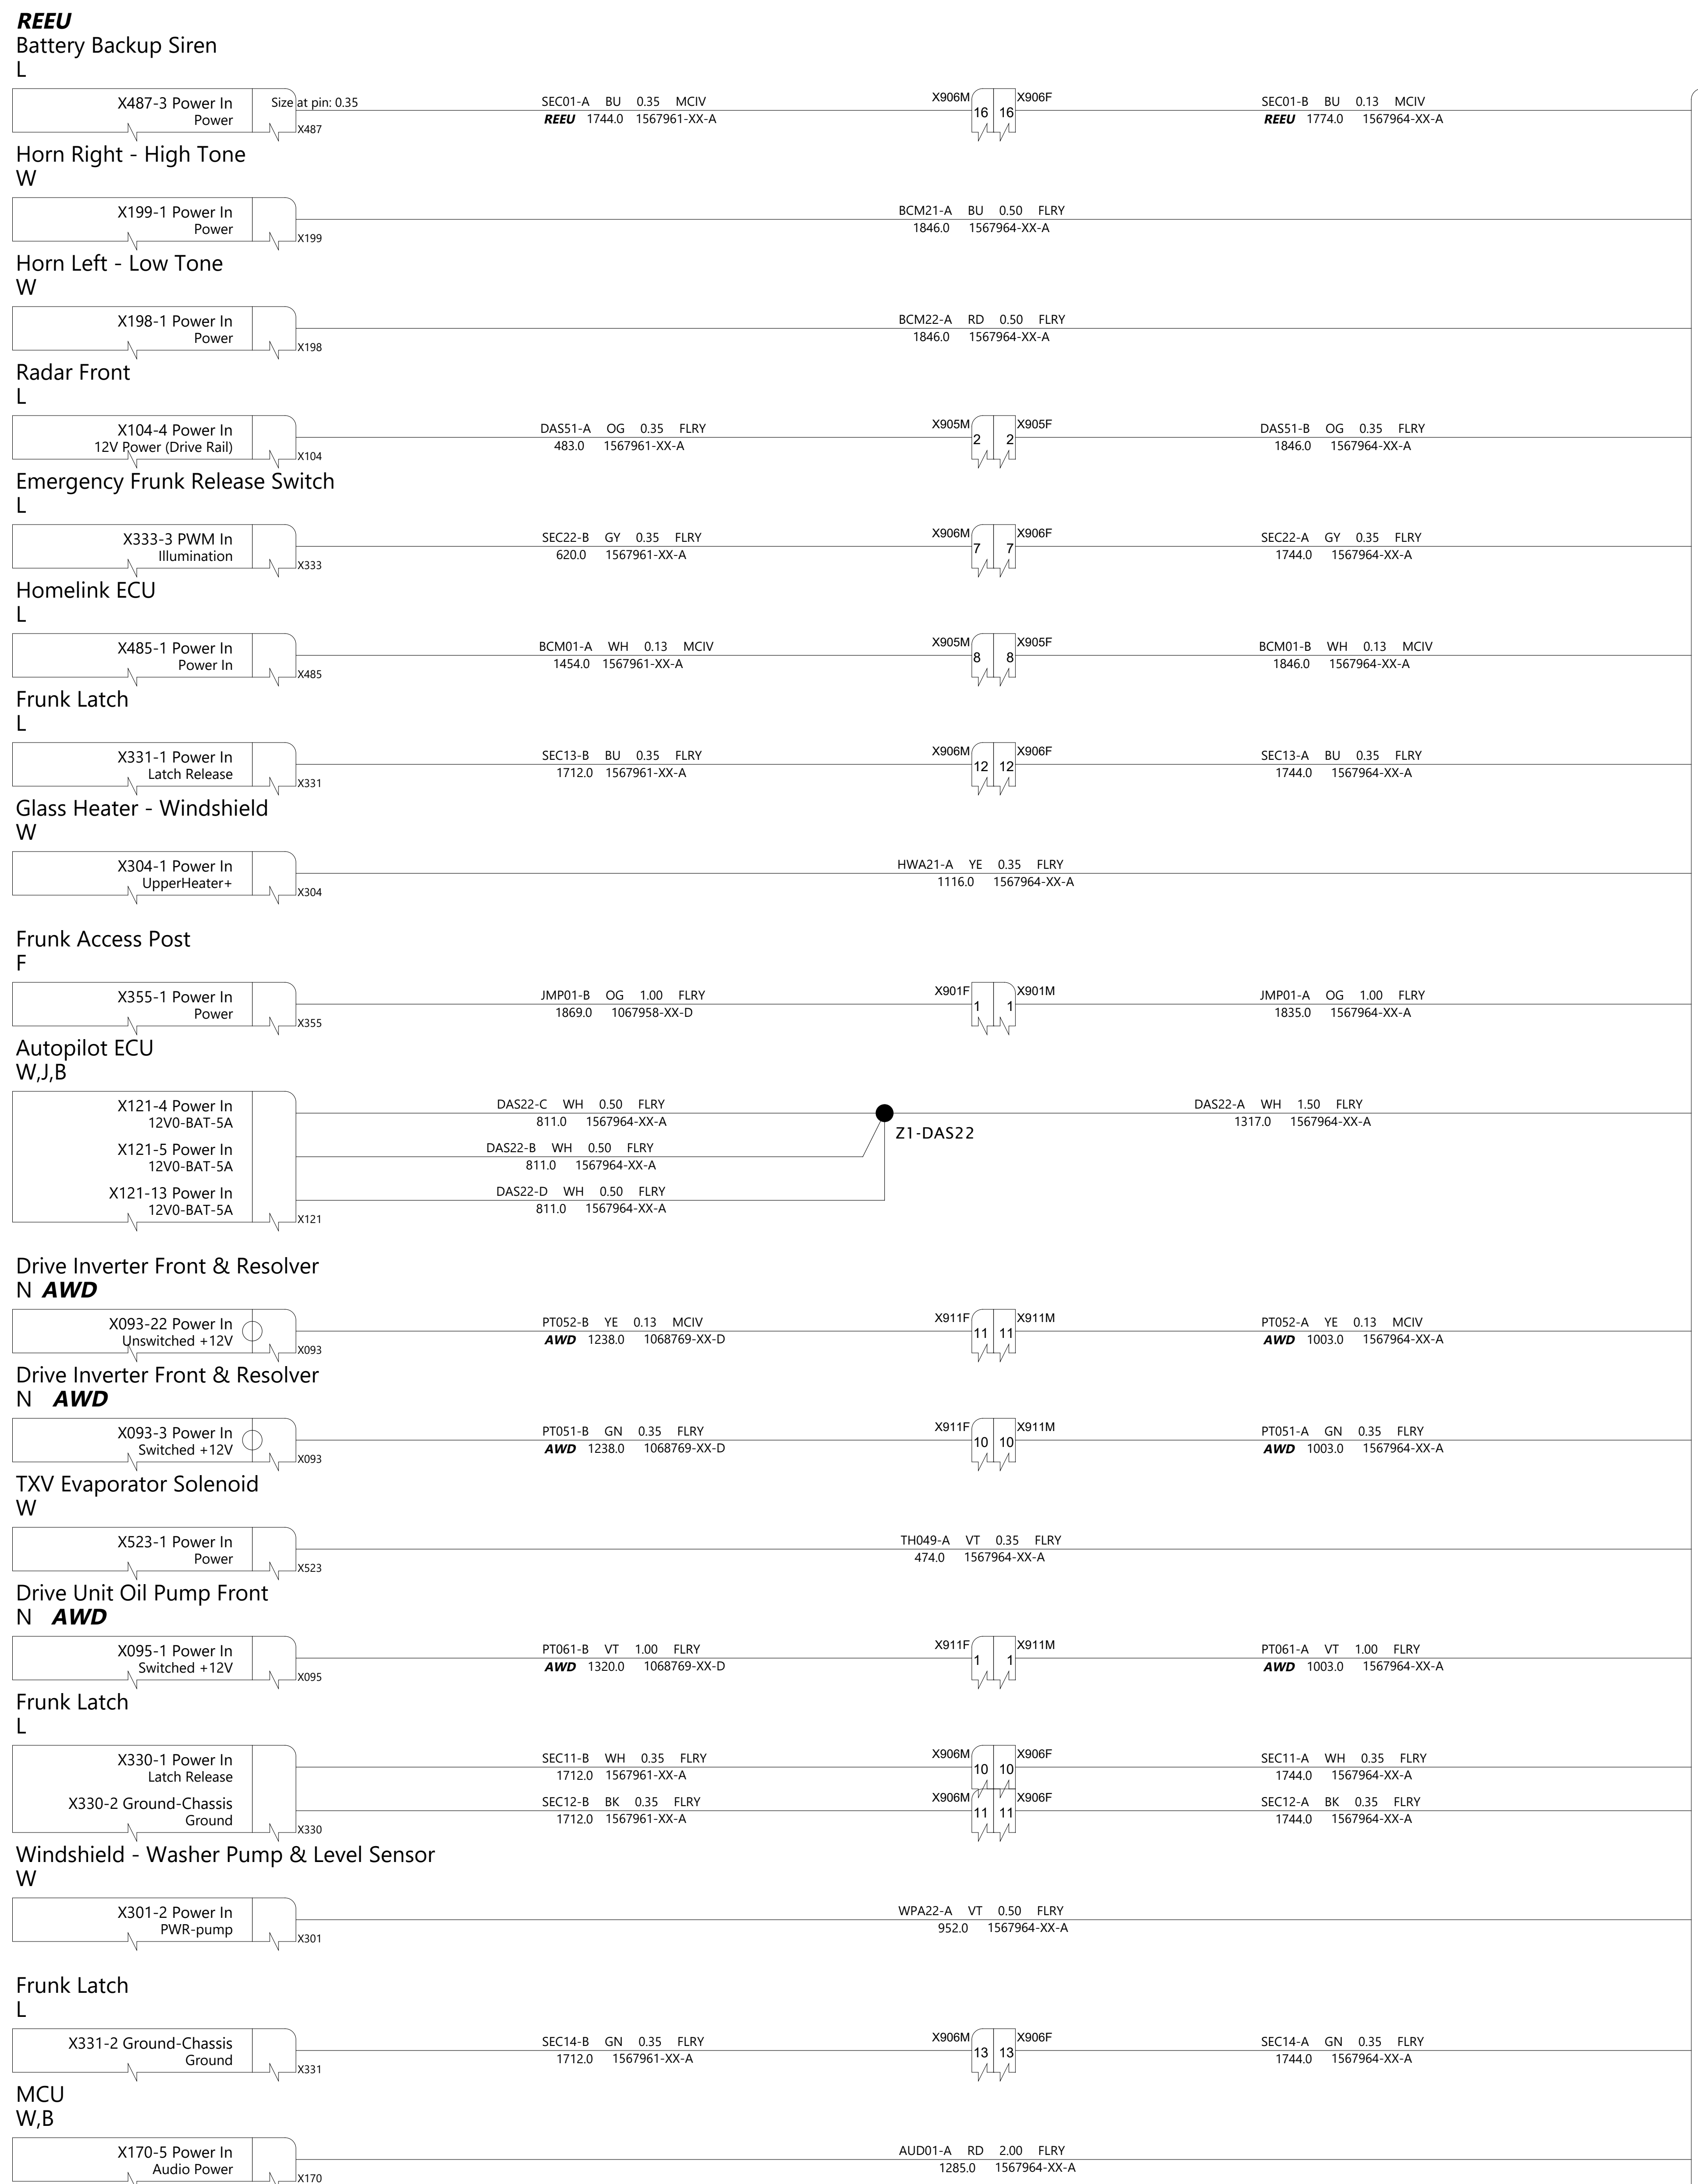 REEU
Battery Backup Siren
L
X487-3 Power In
Power
Size at pin: 0.35
X487
SEC01-A BU 0.35 MCIV
REEU 1744.0 1567961-XX-A
X906M 16 16 X906F
SEC01-B BU 0.13 MCIV
REEU 1774.0 1567964-XX-A
Horn Right - High Tone
W
X199-1 Power In
Power
X199
BCM21-A BU 0.50 FLRY
1846.0 1567964-XX-A
Horn Left - Low Tone
W
X198-1 Power In
Power
X198
BCM22-A RD 0.50 FLRY
1846.0 1567964-XX-A
Radar Front
L
X104-4 Power In
12V Power (Drive Rail)
X104
DAS51-A OG 0.35 FLRY
483.0 1567961-XX-A
X905M 2 2 X905F
DAS51-B OG 0.35 FLRY
1846.0 1567964-XX-A
Emergency Frunk Release Switch
L
X333-3 PWM In
Illumination
X333
SEC22-B GY 0.35 FLRY
620.0 1567961-XX-A
X906M 7 7 X906F
SEC22-A GY 0.35 FLRY
1744.0 1567964-XX-A
Homelink ECU
L
X485-1 Power In
Power In
X485
BCM01-A WH 0.13 MCIV
1454.0 1567961-XX-A
X905M 8 8 X905F
BCM01-B WH 0.13 MCIV
1846.0 1567964-XX-A
Frunk Latch
L
X331-1 Power In
Latch Release
X331
SEC13-B BU 0.35 FLRY
1712.0 1567961-XX-A
X906M 12 12 X906F
SEC13-A BU 0.35 FLRY
1744.0 1567964-XX-A
Glass Heater - Windshield
W
X304-1 Power In
UpperHeater+
X304
HWA21-A YE 0.35 FLRY
1116.0 1567964-XX-A
Frunk Access Post
F
X355-1 Power In
Power
X355
JMP01-B OG 1.00 FLRY
1869.0 1067958-XX-D
X901F 1 1 X901M
JMP01-A OG 1.00 FLRY
1835.0 1567964-XX-A
Autopilot ECU
W,J,B
X121-4 Power In
12V0-BAT-5A
DAS22-C WH 0.50 FLRY
811.0 1567964-XX-A
Z1-DAS22
DAS22-A WH 1.50 FLRY
1317.0 1567964-XX-A
X121-5 Power In
12V0-BAT-5A
DAS22-B WH 0.50 FLRY
811.0 1567964-XX-A
X121-13 Power In
12V0-BAT-5A
X121
DAS22-D WH 0.50 FLRY
811.0 1567964-XX-A
Drive Inverter Front & Resolver
N AWD
X093-22 Power In
Unswitched +12V
X093
PT052-B YE 0.13 MCIV
AWD 1238.0 1068769-XX-D
X911F 11 11 X911M
PT052-A YE 0.13 MCIV
AWD 1003.0 1567964-XX-A
Drive Inverter Front & Resolver
N AWD
X093-3 Power In
Switched +12V
X093
PT051-B GN 0.35 FLRY
AWD 1238.0 1068769-XX-D
X911F 10 10 X911M
PT051-A GN 0.35 FLRY
AWD 1003.0 1567964-XX-A
TXV Evaporator Solenoid
W
X523-1 Power In
Power
X523
TH049-A VT 0.35 FLRY
474.0 1567964-XX-A
Drive Unit Oil Pump Front
N AWD
X095-1 Power In
Switched +12V
X095
PT061-B VT 1.00 FLRY
AWD 1320.0 1068769-XX-D
X911F 1 1 X911M
PT061-A VT 1.00 FLRY
AWD 1003.0 1567964-XX-A
Frunk Latch
L
X330-1 Power In
Latch Release
SEC11-B WH 0.35 FLRY
1712.0 1567961-XX-A
X906M 10 10 X906F
SEC11-A WH 0.35 FLRY
1744.0 1567964-XX-A
X330-2 Ground-Chassis
Ground
X330
SEC12-B BK 0.35 FLRY
1712.0 1567961-XX-A
X906M 11 11 X906F
SEC12-A BK 0.35 FLRY
1744.0 1567964-XX-A
Windshield - Washer Pump & Level Sensor
W
X301-2 Power In
PWR-pump
X301
WPA22-A VT 0.50 FLRY
952.0 1567964-XX-A
Frunk Latch
L
X331-2 Ground-Chassis
Ground
X331
SEC14-B GN 0.35 FLRY
1712.0 1567961-XX-A
X906M 13 13 X906F
SEC14-A GN 0.35 FLRY
1744.0 1567964-XX-A
MCU
W,B
X170-5 Power In
Audio Power
X170
AUD01-A RD 2.00 FLRY
1285.0 1567964-XX-A